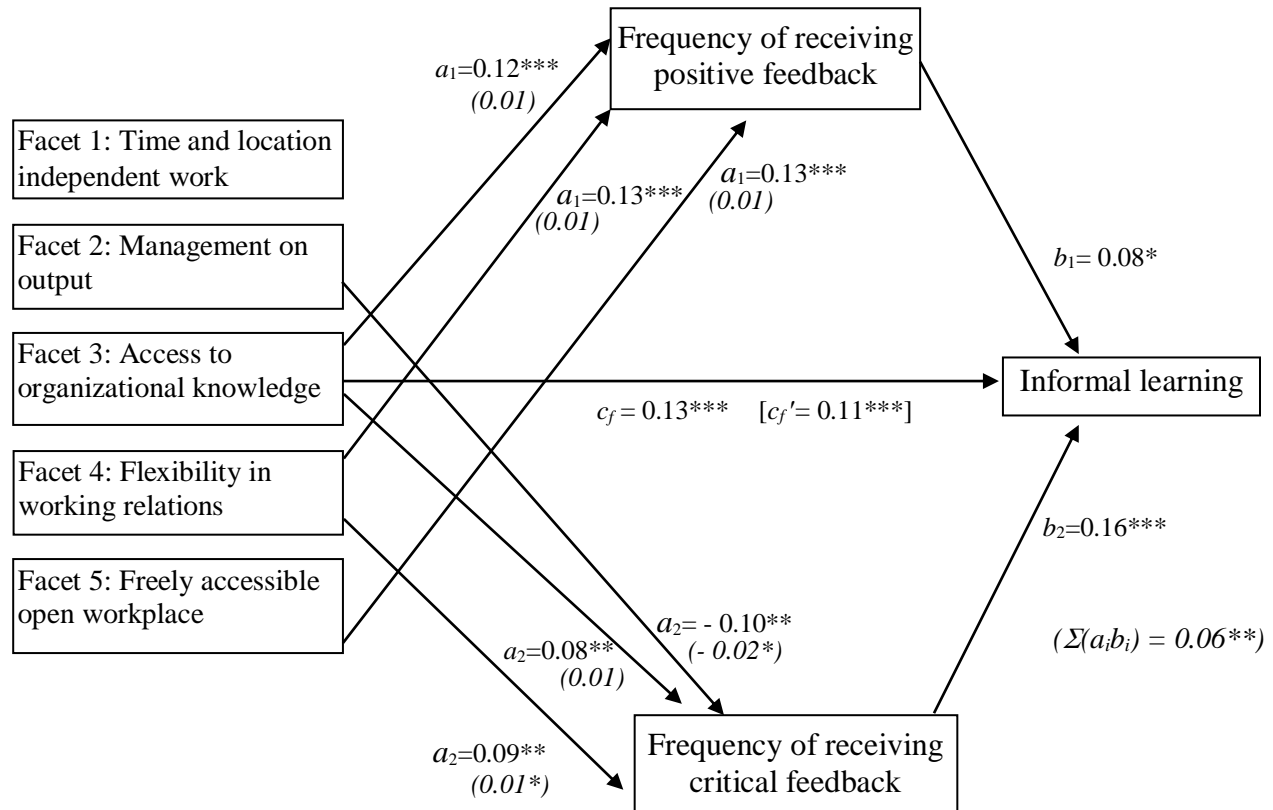 Frequency of receiving
positive feedback
a₁=0.12***
(0.01)
Facet 1: Time and location
independent work
a₁=0.13***
(0.01)
a₁=0.13***
(0.01)
Facet 2: Management on
output
b₁= 0.08*
Facet 3: Access to
organizational knowledge
Informal learning
c_f = 0.13*** [c_f′= 0.11***]
Facet 4: Flexibility in
working relations
b₂=0.16***
Facet 5: Freely accessible
open workplace
a₂= - 0.10**
(- 0.02*)
(Σ(aᵢbᵢ) = 0.06**)
a₂=0.08**
(0.01)
Frequency of receiving
critical feedback
a₂=0.09**
(0.01*)